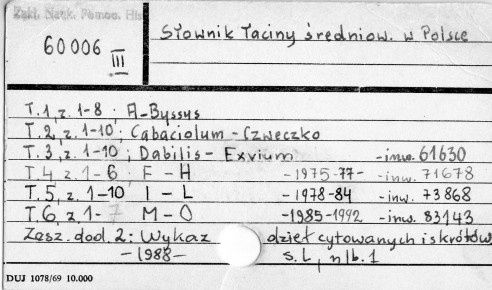 Zakł. Nauk. Pomoc. His
60006 III
Słownik łaciny średniow. w Polsce
T.1, z. 1-8 ; A-Byssus
T.2, z. 1-10 ; Cabaciolum - Czweczko
T.3, z. 1-10 ; Dabilis - Exvium -inw. 61630
T.4 z. 1-6 ; F - H -1975-77- -inw. 71678
T.5, z. 1-10 I - L -1978-84 -inw. 73868
T.6, z. 1-7 M - O -1985-1992 -inw. 83143
Zesz. dod. 2: Wykaz dzieł cytowanych i skrótów
-1988- s. L, nlb. 1
DUJ 1078/69 10.000